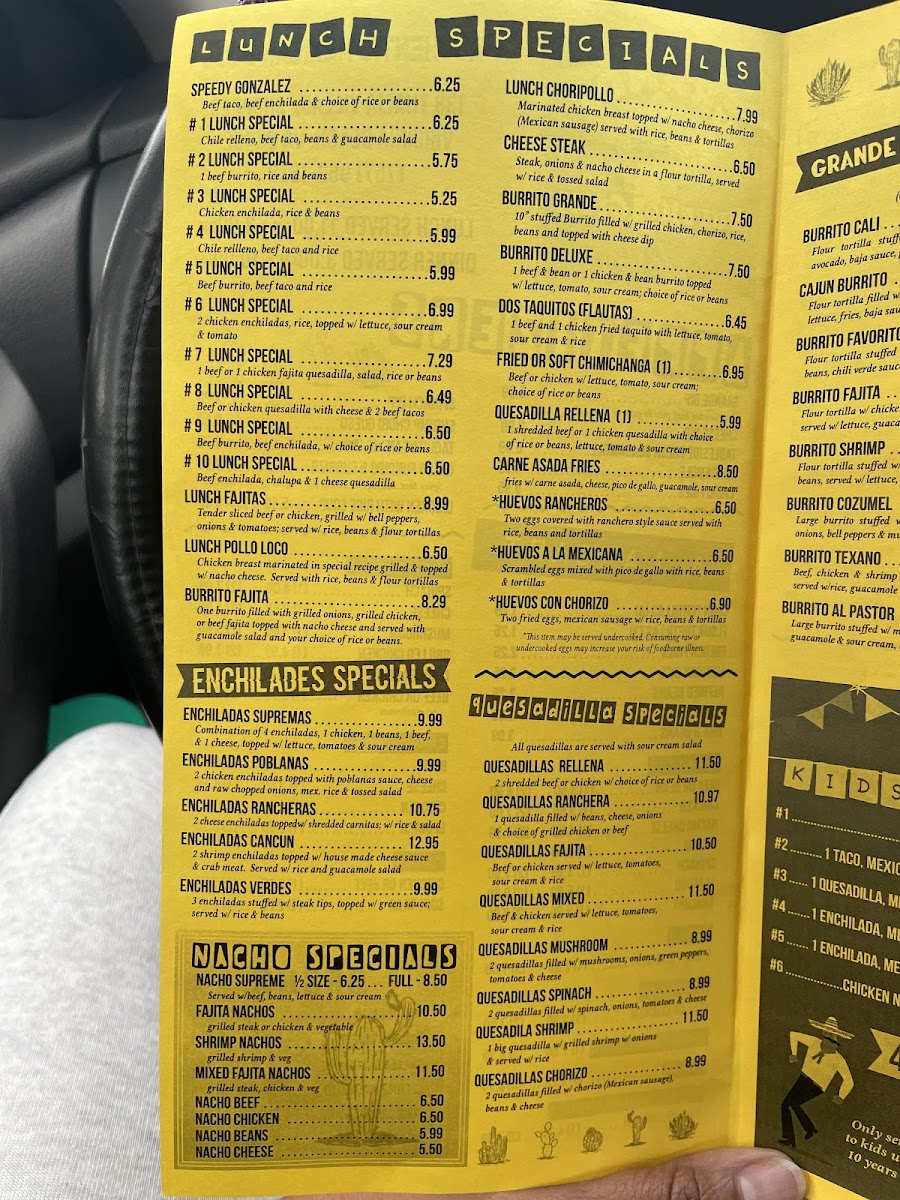 LUNCH SPECIALS
SPEEDY GONZALEZ ..................6.25
Beef taco, beef enchilada & choice of rice or beans
# 1 LUNCH SPECIAL ..................6.25
Chile relleno, beef taco, beans & guacamole salad
# 2 LUNCH SPECIAL ..................5.75
1 beef burrito, rice and beans
# 3 LUNCH SPECIAL ..................5.25
Chicken enchilada, rice & beans
# 4 LUNCH SPECIAL ..................5.99
Chile rellleno, beef taco and rice
# 5 LUNCH SPECIAL ..................5.99
Beef burrito, beef taco and rice
# 6 LUNCH SPECIAL ..................6.99
2 chicken enchiladas, rice, topped w/ lettuce, sour cream
& tomato
# 7 LUNCH SPECIAL ..................7.29
1 beef or 1 chicken fajita quesadilla, salad, rice or beans
# 8 LUNCH SPECIAL ..................6.49
Beef or chicken quesadilla with cheese & 2 beef tacos
# 9 LUNCH SPECIAL ..................6.50
Beef burrito, beef enchilada, w/ choice of rice or beans
# 10 LUNCH SPECIAL ..................6.50
Beef enchilada, chalupa & 1 cheese quesadilla
LUNCH FAJITAS ..................8.99
Tender sliced beef or chicken, grilled w/ bell peppers,
onions & tomatoes; served w/ rice, beans & flour tortillas
LUNCH POLLO LOCO ..................6.50
Chicken breast marinated in special recipe grilled & topped
w/ nacho cheese. Served with rice, beans & flour tortillas
BURRITO FAJITA ..................8.29
One burrito filled with grilled onions, grilled chicken,
or beef fajita topped with nacho cheese and served with
guacamole salad and your choice of rice or beans.
ENCHILADES SPECIALS
ENCHILADAS SUPREMAS ..................9.99
Combination of 4 enchiladas, 1 chicken, 1 beans, 1 beef,
& 1 cheese, topped w/ lettuce, tomatoes & sour cream
ENCHILADAS POBLANAS ..................9.99
2 chicken enchiladas topped with poblanas sauce, cheese
and raw chopped onions, mex. rice & tossed salad
ENCHILADAS RANCHERAS .................. 10.75
2 cheese enchiladas toppedw/ shredded carnitas; w/ rice & salad
ENCHILADAS CANCUN .................. 12.95
2 shrimp enchiladas topped w/ house made cheese sauce
& crab meat. Served w/ rice and guacamole salad
ENCHILADAS VERDES ..................9.99
3 enchiladas stuffed w/ steak tips, topped w/ green sauce;
served w/ rice & beans
NACHO SPECIALS
NACHO SUPREME ½ SIZE - 6.25 ... FULL - 8.50
Served w/beef, beans, lettuce & sour cream
FAJITA NACHOS .................. 10.50
grilled steak or chicken & vegetable
SHRIMP NACHOS .................. 13.50
grilled shrimp & veg
MIXED FAJITA NACHOS .................. 11.50
grilled steak, chicken & veg
NACHO BEEF .................. 6.50
NACHO CHICKEN .................. 6.50
NACHO BEANS .................. 5.99
NACHO CHEESE .................. 5.50
LUNCH CHORIPOLLO ..................7.99
Marinated chicken breast topped w/ nacho cheese, chorizo
(Mexican sausage) served with rice, beans & tortillas
CHEESE STEAK ..................6.50
Steak, onions & nacho cheese in a flour tortilla, served
w/ rice & tossed salad
BURRITO GRANDE ..................7.50
10" stuffed Burrito filled w/ grilled chicken, chorizo, rice,
beans and topped with cheese dip
BURRITO DELUXE ..................7.50
1 beef & bean or 1 chicken & bean burrito topped
w/ lettuce, tomato, sour cream; choice of rice or beans
DOS TAQUITOS (FLAUTAS) ..................6.45
1 beef and 1 chicken fried taquito with lettuce, tomato,
sour cream & rice
FRIED OR SOFT CHIMICHANGA (1) ..................6.95
Beef or chicken w/ lettuce, tomato, sour cream;
choice of rice or beans
QUESADILLA RELLENA (1) ..................5.99
1 shredded beef or 1 chicken quesadilla with choice
of rice or beans, lettuce, tomato & sour cream
CARNE ASADA FRIES ..................8.50
fries w/ carne asada, cheese, pico de gallo, guacamole, sour cream
*HUEVOS RANCHEROS ..................6.50
Two eggs covered with ranchero style sauce served with
rice, beans and tortillas
*HUEVOS A LA MEXICANA ..................6.50
Scrambled eggs mixed with pico de gallo with rice, beans
& tortillas
*HUEVOS CON CHORIZO ..................6.90
Two fried eggs, mexican sausage w/ rice, beans & tortillas
*This item may be served undercooked. Consuming raw or
undercooked eggs may increase your risk of foodborne illness.
QUESADILLA SPECIALS
All quesadillas are served with sour cream salad
QUESADILLAS RELLENA .................. 11.50
2 shredded beef or chicken w/ choice of rice or beans
QUESADILLAS RANCHERA .................. 10.97
1 quesadilla filled w/ beans, cheese, onions
& choice of grilled chicken or beef
QUESADILLAS FAJITA .................. 10.50
Beef or chicken served w/ lettuce, tomatoes,
sour cream & rice
QUESADILLAS MIXED .................. 11.50
Beef & chicken served w/ lettuce, tomatoes,
sour cream & rice
QUESADILLAS MUSHROOM .................. 8.99
2 quesadillas filled w/ mushrooms, onions, green peppers,
tomatoes & cheese
QUESADILLAS SPINACH .................. 8.99
2 quesadillas filled w/ spinach, onions, tomatoes & cheese
QUESADILA SHRIMP .................. 11.50
1 big quesadilla w/ grilled shrimp w/ onions
& served w/ rice
QUESADILLAS CHORIZO .................. 8.99
2 quesadillas filled w/ chorizo (Mexican sausage),
beans & cheese
GRANDE
BURRITO CALI ...
Flour tortilla
avocado, baja sauce,
CAJUN BURRITO
Flour tortilla filled
lettuce, fries, baja
BURRITO FAVORITO
Flour tortilla stuffed
beans, chili verde
BURRITO FAJITA ..
Flour tortilla w/
served w/ lettuce,
BURRITO SHRIMP ..
Flour tortilla stuffed
beans, served w/ lettuce,
BURRITO COZUMEL
Large burrito stuffed
onions, bell peppers &
BURRITO TEXANO ..
Beef, chicken & shrimp
served w/rice, guacamole
BURRITO AL PASTOR
Large burrito stuffed
guacamole & sour cream,
KIDS
#1 ..................
#2 ......... 1 TACO,
#3 ...... 1 QUESADILLA,
#4 ....... 1 ENCHILADA,
#5 ....... 1 ENCHILADA,
#6 ..................CHICKEN
4
Only
to kids
10 years